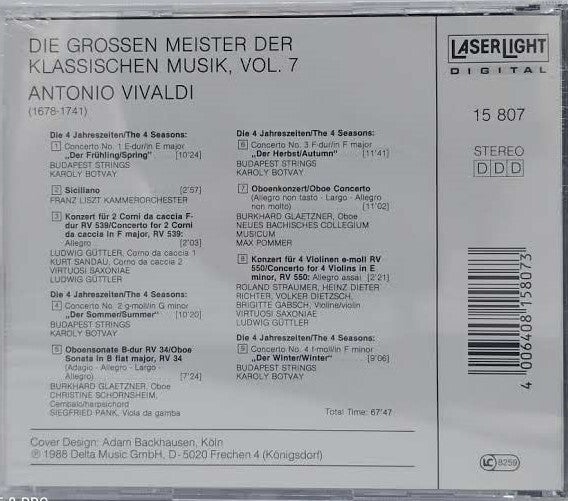 DIE GROSSEN MEISTER DER
KLASSISCHEN MUSIK, VOL. 7
ANTONIO VIVALDI
(1678-1741)
Die 4 Jahreszeiten/The 4 Seasons:
1 Concerto No. 1 E-dur/in E major
„Der Frühling/Spring" [10'24]
BUDAPEST STRINGS
KAROLY BOTVAY
2 Siciliano [2'57]
FRANZ LISZT KAMMERORCHESTER
3 Konzert für 2 Corni da caccia F-
dur RV 539/Concerto for 2 Corni
da caccia in F major, RV 539:
Allegro [2'03]
LUDWIG GÜTTLER, Corno da caccia 1
KURT SANDAU, Corno da caccia 2
VIRTUOSI SAXONIAE
LUDWIG GÜTTLER
Die 4 Jahreszeiten/The 4 Seasons:
4 Concerto No. 2 g-moll/in G minor
„Der Sommer/Summer" [10'20]
BUDAPEST STRINGS
KAROLY BOTVAY
5 Oboensonate B-dur RV 34/Oboe
Sonata in B flat major, RV 34
(Adagio - Allegro - Largo -
Allegro) [7'24]
BURKHARD GLAETZNER, Oboe
CHRISTINE SCHORNSHEIM,
Cembalo/harpsichord
SIEGFRIED PANK, Viola da gamba
Die 4 Jahreszeiten/The 4 Seasons:
6 Concerto No. 3 F-dur/in F major
„Der Herbst/Autumn" [11'41]
BUDAPEST STRINGS
KAROLY BOTVAY
7 Oboenkonzert/Oboe Concerto
(Allegro non tasto - Largo - Allegro
non molto) [11'02]
BURKHARD GLAETZNER, Oboe
NEUES BACHISCHES COLLEGIUM
MUSICUM
MAX POMMER
8 Konzert für 4 Violinen e-moll RV
550/Concerto for 4 Violins in E
minor, RV 550: Allegro assai [2'21]
ROLAND STRAUMER, HEINZ DIETER
RICHTER, VOLKER DIETZSCH,
BRIGITTE GABSCH, Violine/violin
VIRTUOSI SAXONIAE
LUDWIG GÜTTLER
Die 4 Jahreszeiten/The 4 Seasons:
9 Concerto No. 4 f-moll/in F minor
„Der Winter/Winter" [9'06]
BUDAPEST STRINGS
KAROLY BOTVAY
Total Time: 67'47
LASERLIGHT
DIGITAL
15 807
STEREO
DDD
4 006408 158073
Cover Design: Adam Backhausen, Köln
℗ 1988 Delta Music GmbH, D-5020 Frechen 4 (Königsdorf)
LC 8259